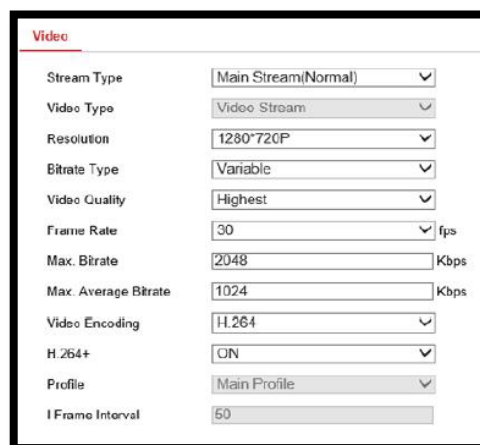 Video
Stream Type Main Stream(Normal)
Video Type Video Stream
Resolution 1280*720P
Bitrate Type Variable
Video Quality Highest
Frame Rate 30 fps
Max. Bitrate 2048 Kbps
Max. Average Bitrate 1024 Kbps
Video Encoding H.264
H.264+ ON
Profile Main Profile
I Frame Interval 50